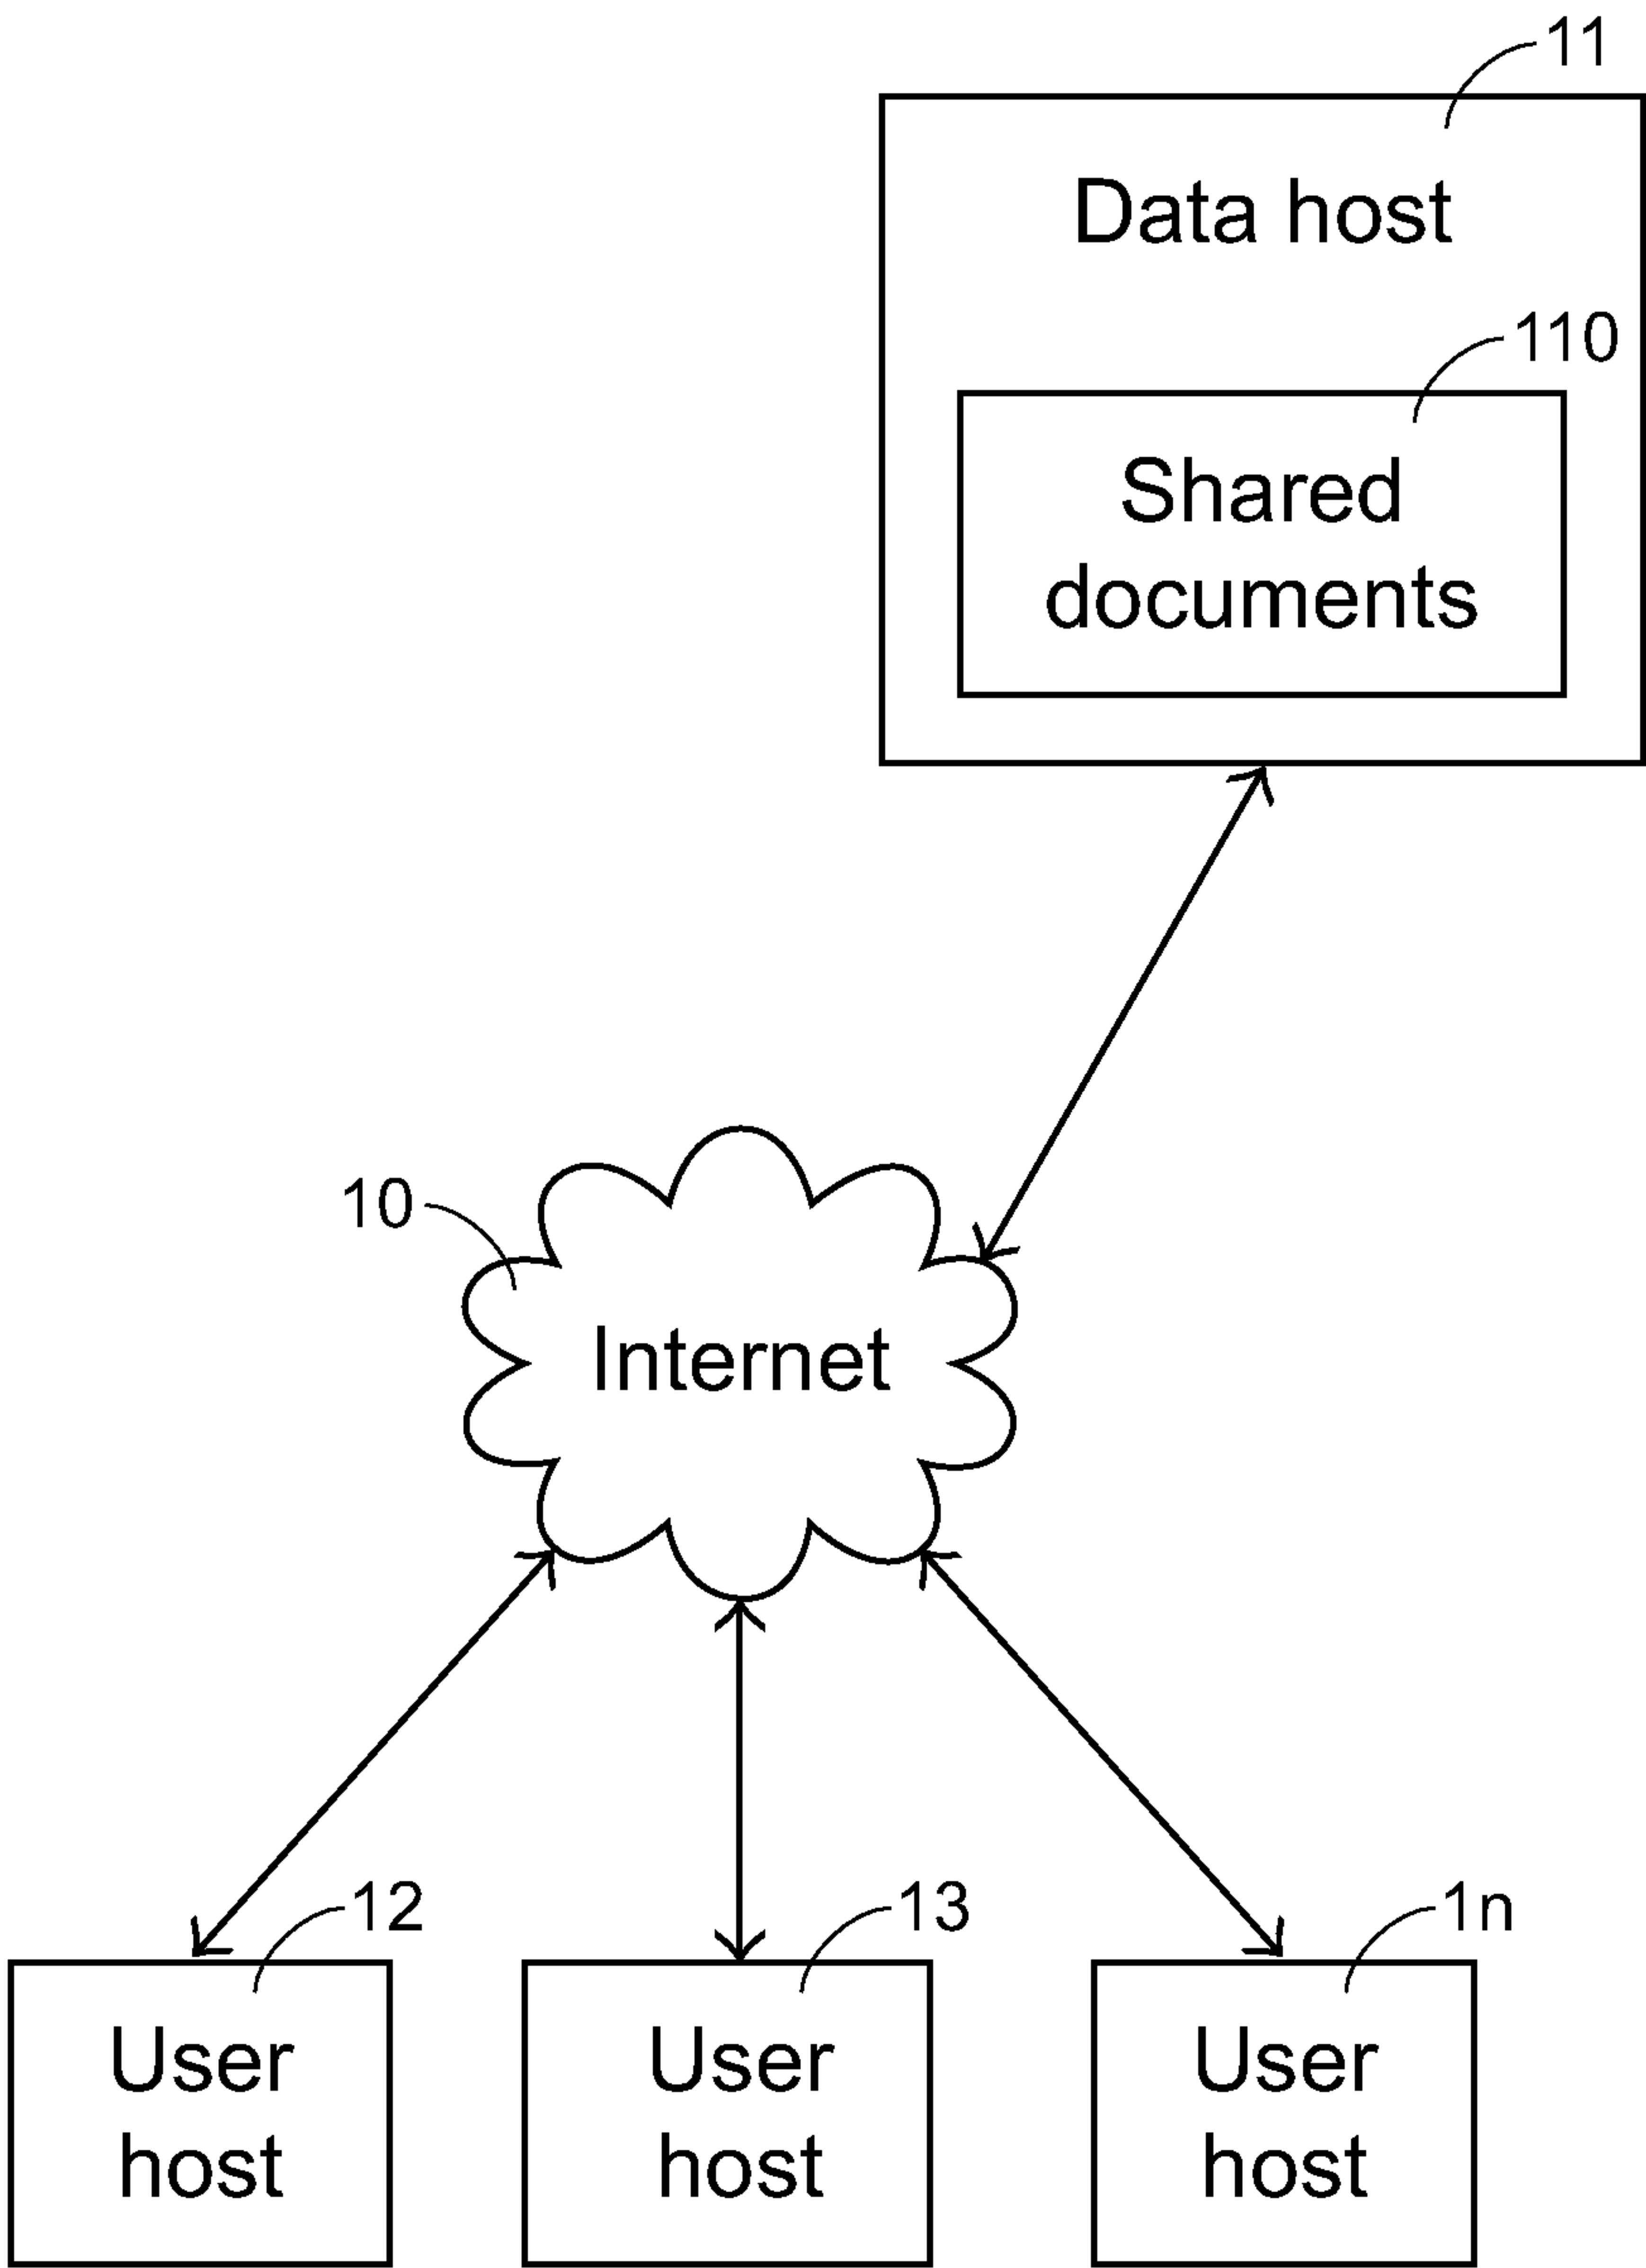 11
Data host
110
Shared
documents
10
Internet
12
13
1n
User
host
User
host
User
host